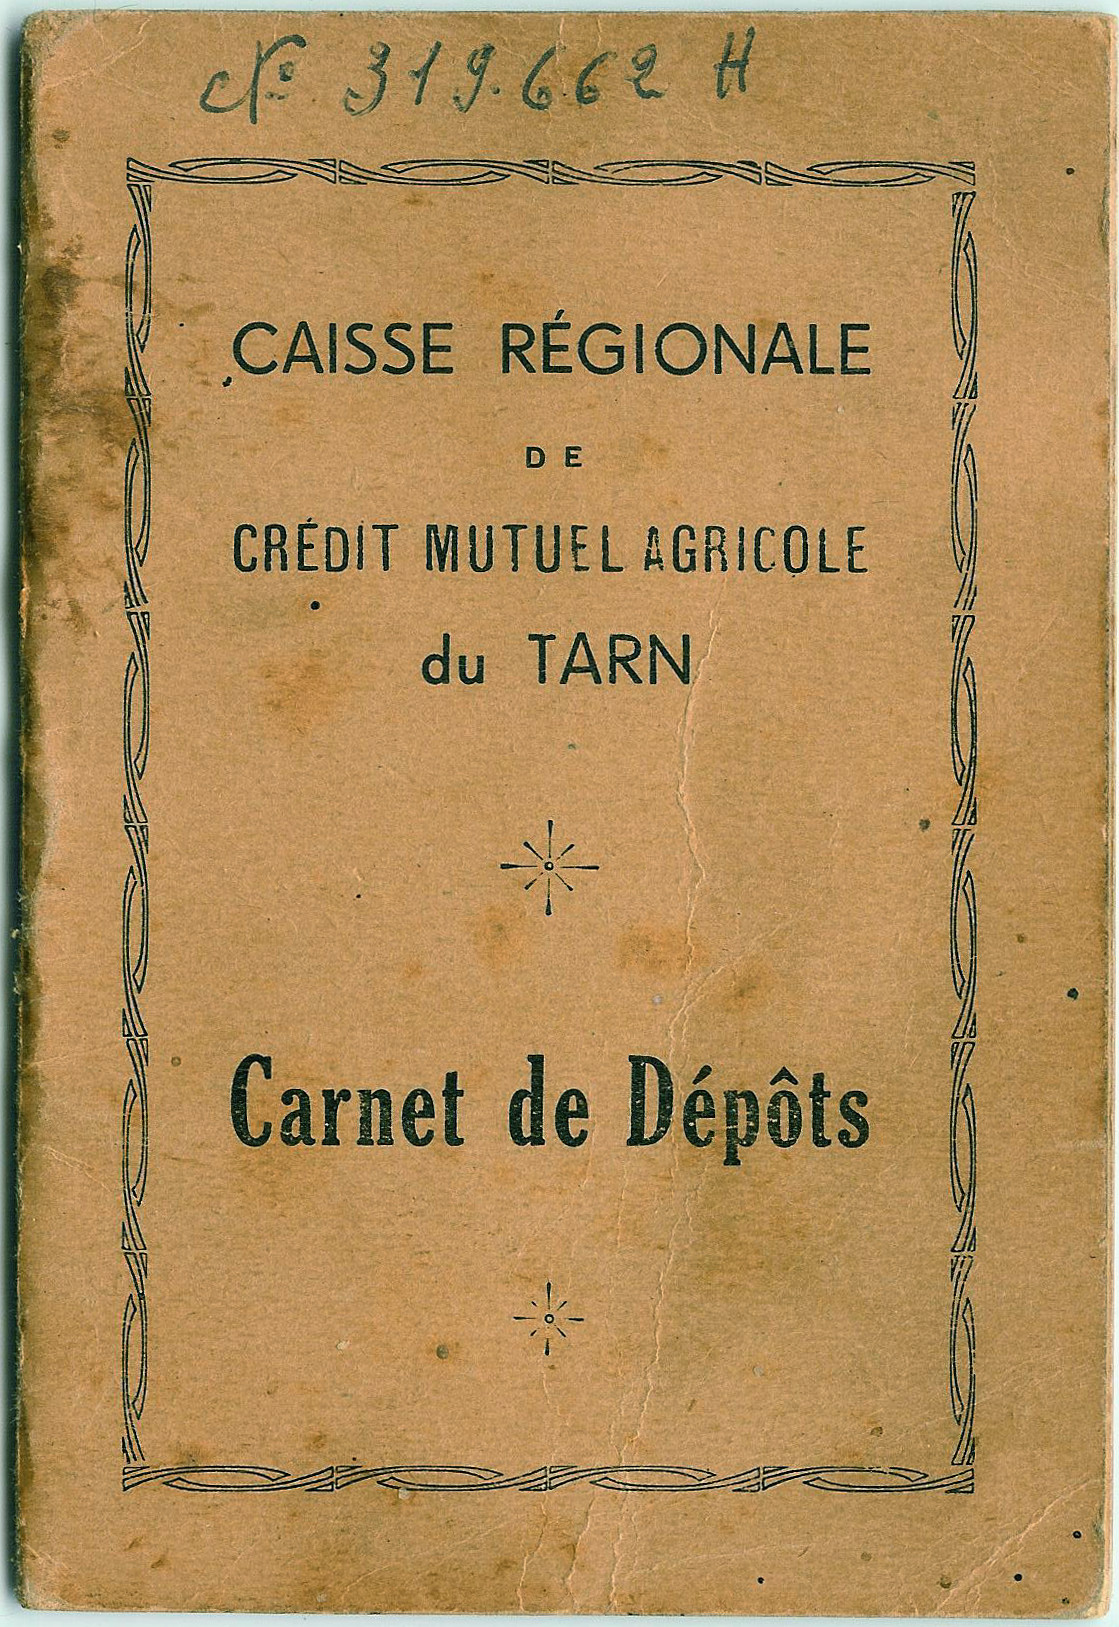 N° 319.662 H
CAISSE RÉGIONALE
DE
CRÉDIT MUTUEL AGRICOLE
du TARN
Carnet de Dépôts